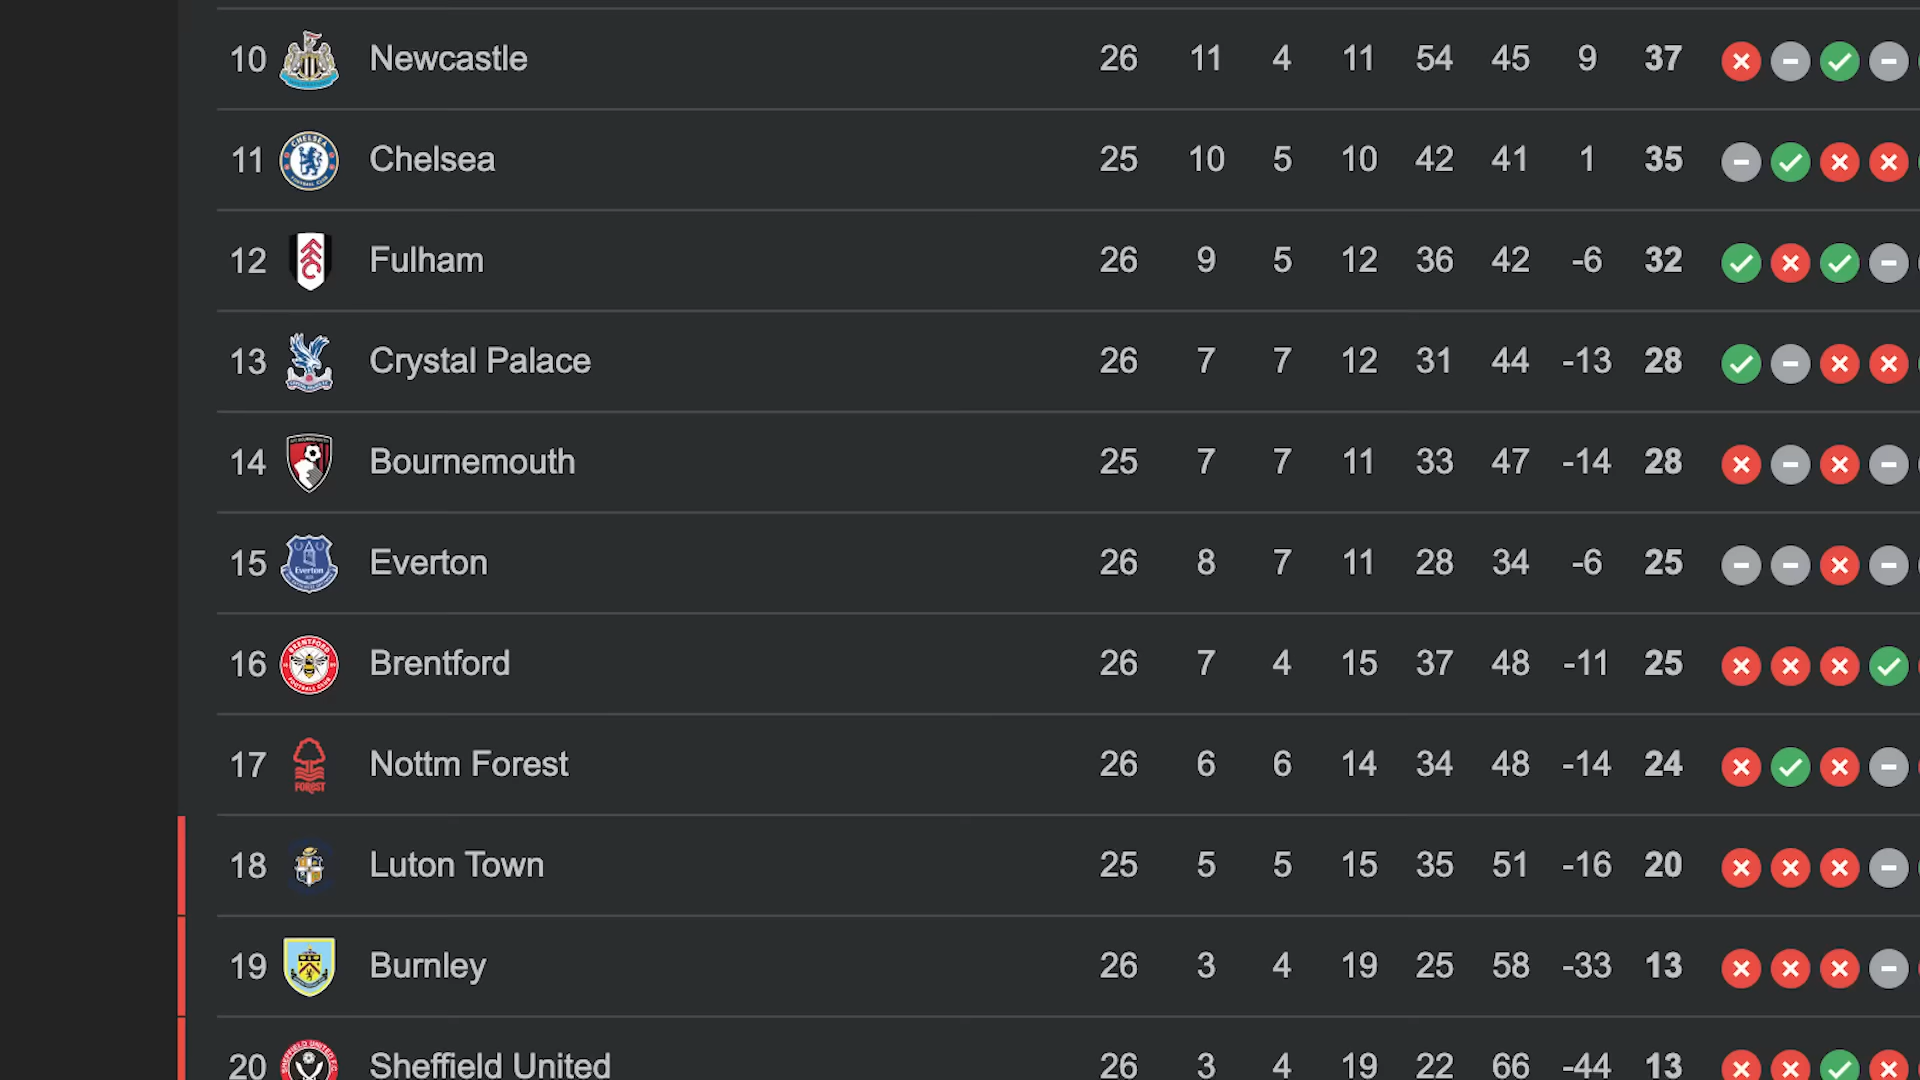 10 Newcastle 26 11 4 11 54 45 9 37
11 Chelsea 25 10 5 10 42 41 1 35
12 Fulham 26 9 5 12 36 42 -6 32
13 Crystal Palace 26 7 7 12 31 44 -13 28
14 Bournemouth 25 7 7 11 33 47 -14 28
15 Everton 26 8 7 11 28 34 -6 25
16 Brentford 26 7 4 15 37 48 -11 25
17 Nottm Forest 26 6 6 14 34 48 -14 24
18 Luton Town 25 5 5 15 35 51 -16 20
19 Burnley 26 3 4 19 25 58 -33 13
20 Sheffield United 26 3 4 19 22 66 -44 13